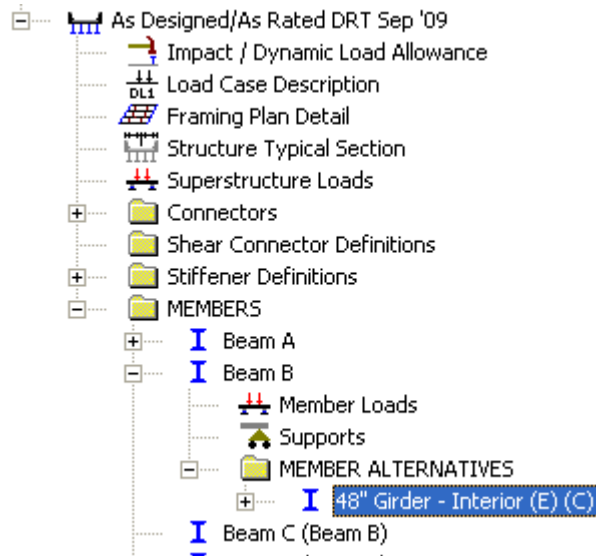 As Designed/As Rated DRT Sep '09
Impact / Dynamic Load Allowance
DL1
Load Case Description
Framing Plan Detail
Structure Typical Section
Superstructure Loads
Connectors
Shear Connector Definitions
Stiffener Definitions
MEMBERS
Beam A
Beam B
Member Loads
Supports
MEMBER ALTERNATIVES
48" Girder - Interior (E) (C)
Beam C (Beam B)